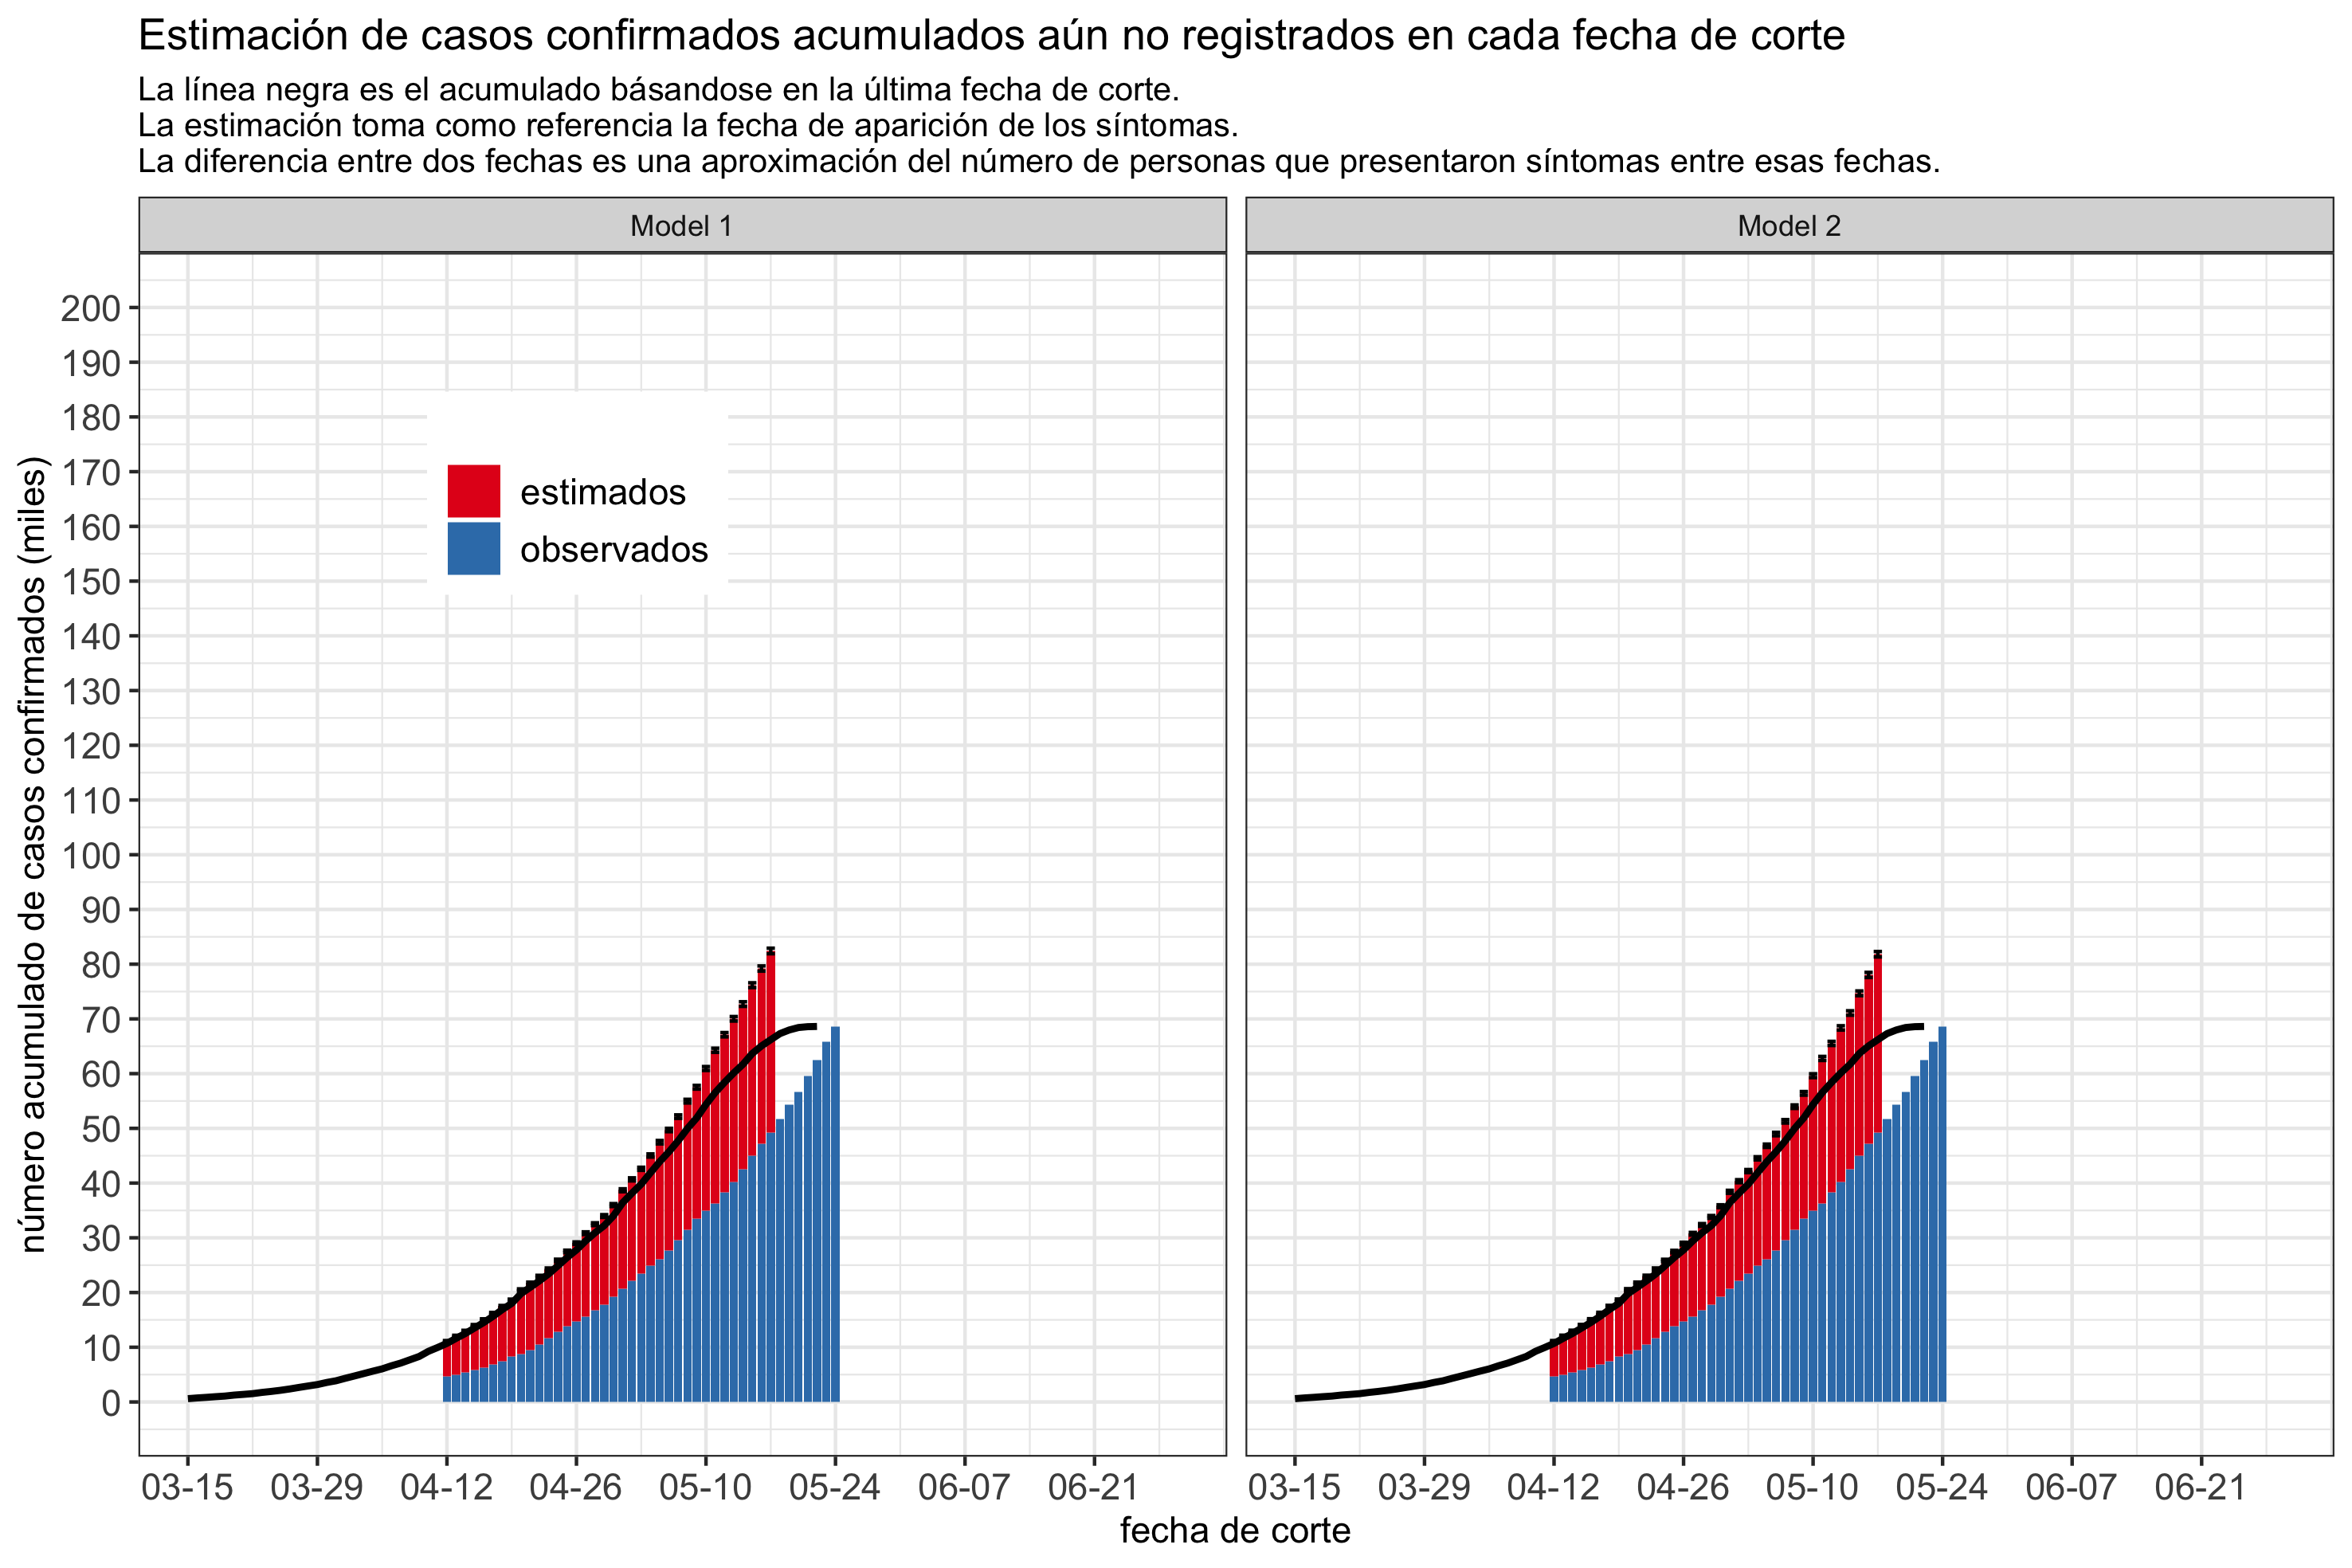 Estimación de casos confirmados acumulados aún no registrados en cada fecha de corte
La línea negra es el acumulado básandose en la última fecha de corte.
La estimación toma como referencia la fecha de aparición de los síntomas.
La diferencia entre dos fechas es una aproximación del número de personas que presentaron síntomas entre esas fechas.
Model 1
Model 2
número acumulado de casos confirmados (miles)
200
190
180
170
160
150
140
130
120
110
100
90
80
70
60
50
40
30
20
10
0
estimados
observados
03-15 03-29 04-12 04-26 05-10 05-24 06-07 06-21
03-15 03-29 04-12 04-26 05-10 05-24 06-07 06-21
fecha de corte